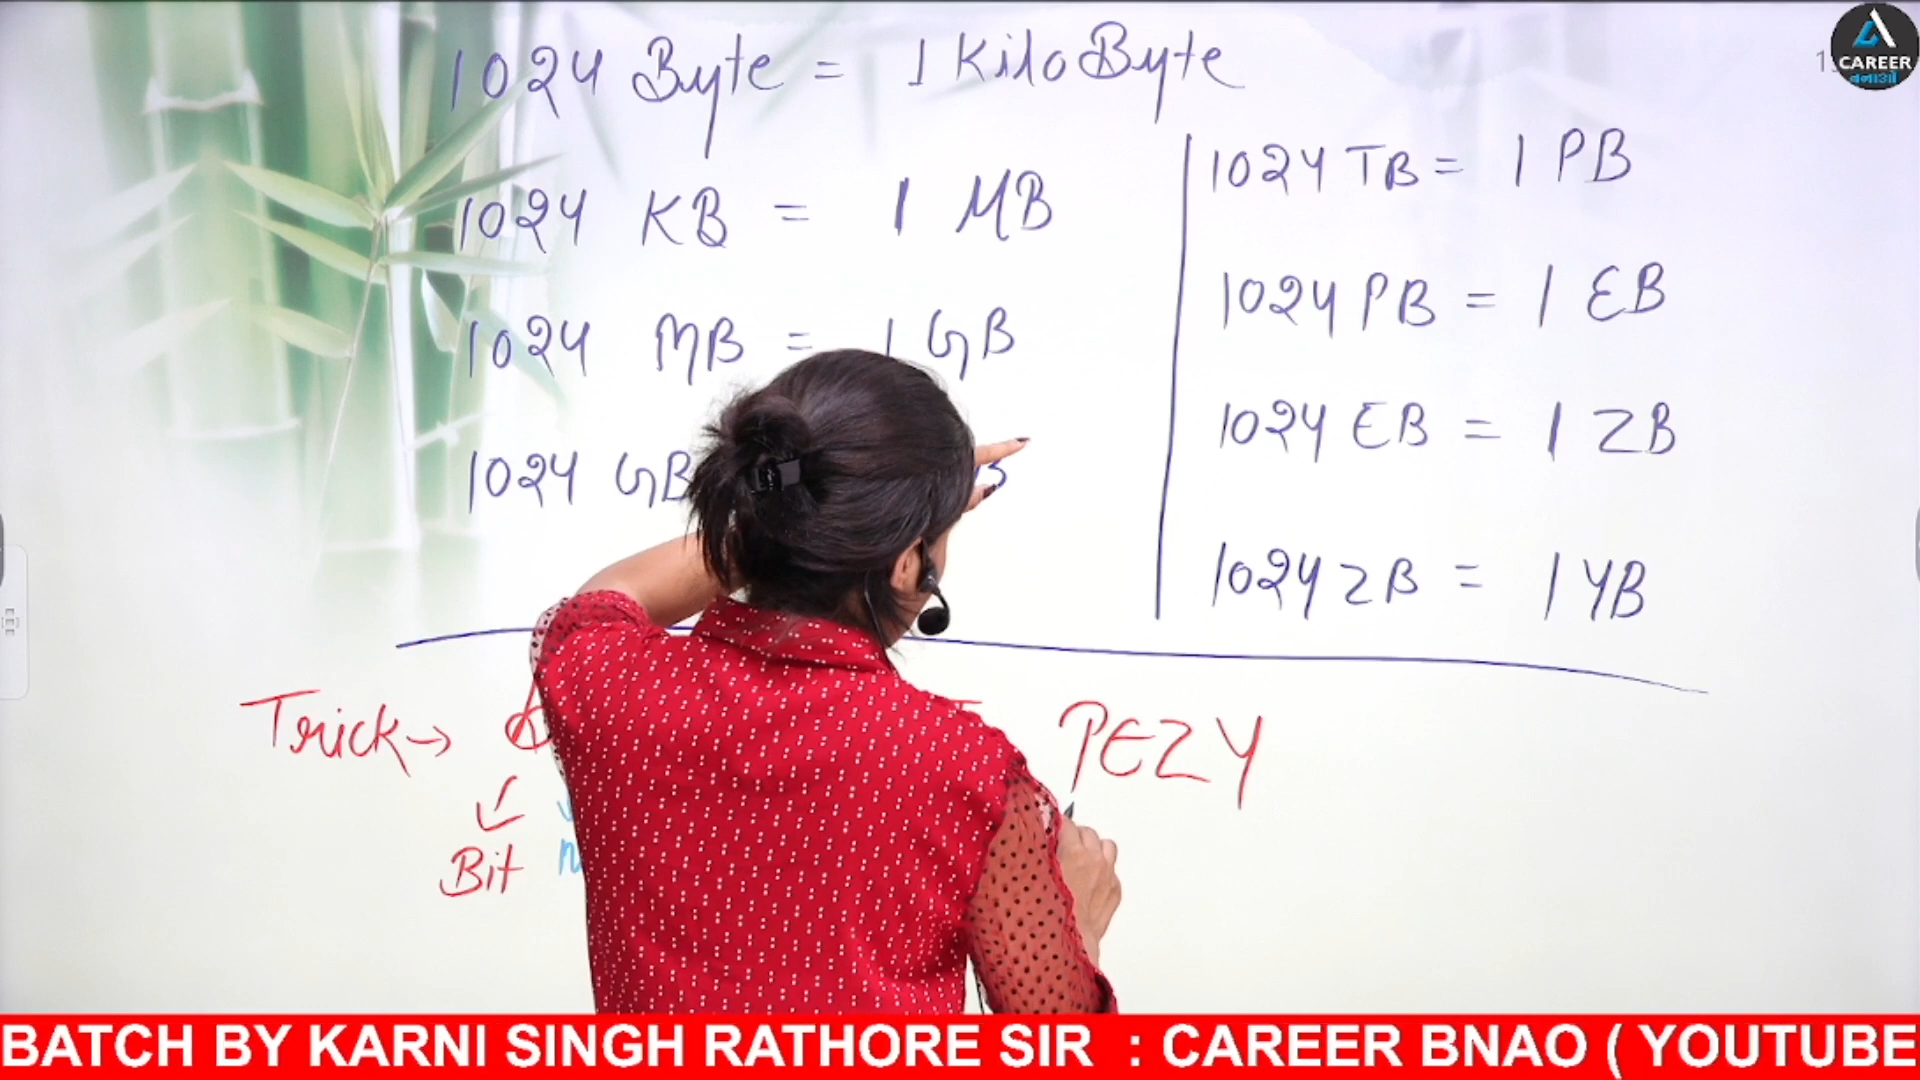 1024 Byte = 1 KiloByte
1024 KB = 1 MB
1024 MB = 1 GB
1024 GB
1024 TB = 1 PB
1024 PB = 1 EB
1024 EB = 1 ZB
1024 ZB = 1 YB
Trick→ PEZY
Bit
CAREER
बनाओ
BATCH BY KARNI SINGH RATHORE SIR : CAREER BNAO ( YOUTUBE